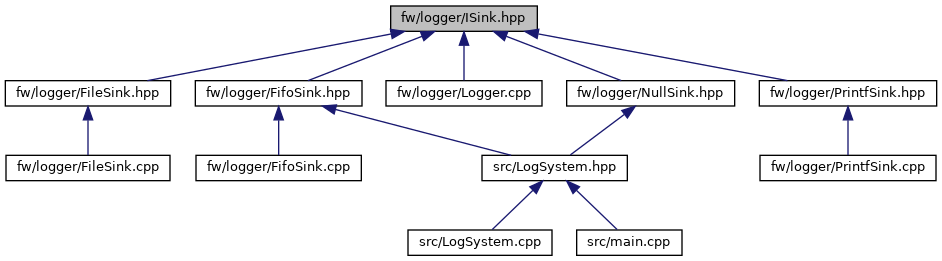 fw/logger/ISink.hpp
fw/logger/FileSink.hpp
fw/logger/FifoSink.hpp
fw/logger/Logger.cpp
fw/logger/NullSink.hpp
fw/logger/PrintfSink.hpp
fw/logger/FileSink.cpp
fw/logger/FifoSink.cpp
src/LogSystem.hpp
fw/logger/PrintfSink.cpp
src/LogSystem.cpp
src/main.cpp